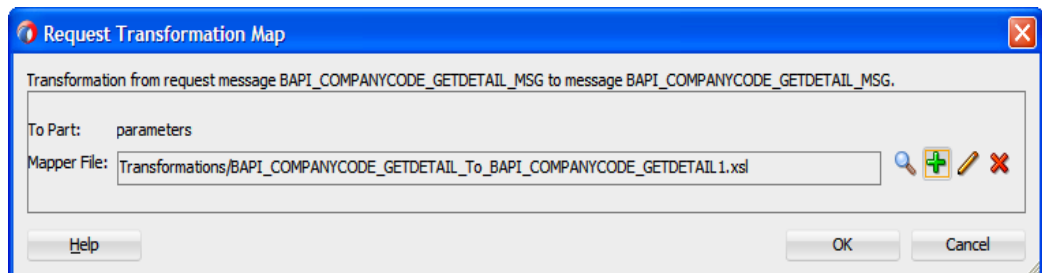 Request Transformation Map
Transformation from request message BAPI_COMPANYCODE_GETDETAIL_MSG to message BAPI_COMPANYCODE_GETDETAIL_MSG.
To Part: parameters
Mapper File: Transformations/BAPI_COMPANYCODE_GETDETAIL_To_BAPI_COMPANYCODE_GETDETAIL1.xsl
Help OK Cancel